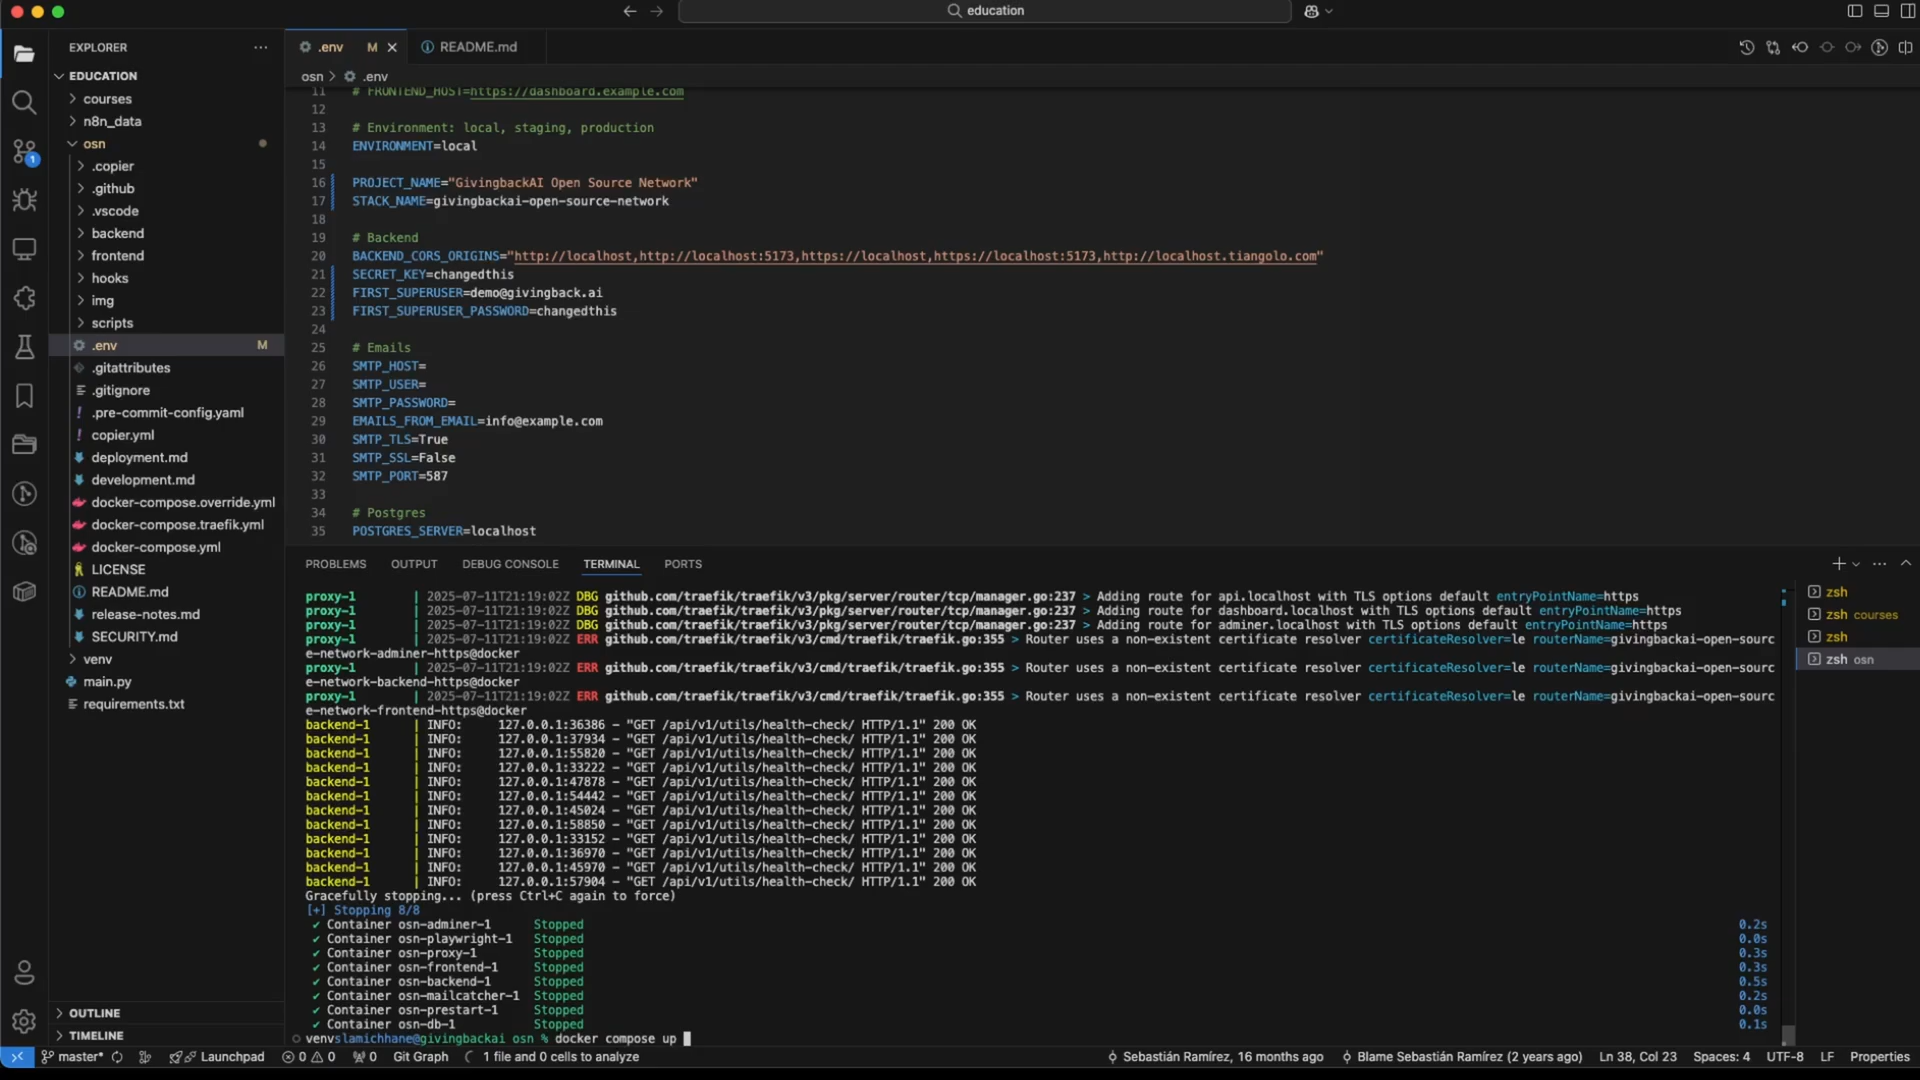 education
EXPLORER
EDUCATION
courses
n8n_data
osn
.copier
.github
.vscode
backend
frontend
hooks
img
scripts
.env M
.gitattributes
.gitignore
.pre-commit-config.yaml
copier.yml
deployment.md
development.md
docker-compose.override.yml
docker-compose.traefik.yml
docker-compose.yml
LICENSE
README.md
release-notes.md
SECURITY.md
venv
main.py
requirements.txt
OUTLINE
TIMELINE
1
.env M
README.md
osn > .env
11 # FRONTEND_HOST=https://dashboard.example.com
12
13 # Environment: local, staging, production
14 ENVIRONMENT=local
15
16 PROJECT_NAME="GivingbackAI Open Source Network"
17 STACK_NAME=givingbackai-open-source-network
18
19 # Backend
20 BACKEND_CORS_ORIGINS="http://localhost,http://localhost:5173,https://localhost,https://localhost:5173,http://localhost.tiangolo.com"
21 SECRET_KEY=changedthis
22 FIRST_SUPERUSER=demo@givingback.ai
23 FIRST_SUPERUSER_PASSWORD=changedthis
24
25 # Emails
26 SMTP_HOST=
27 SMTP_USER=
28 SMTP_PASSWORD=
29 EMAILS_FROM_EMAIL=info@example.com
30 SMTP_TLS=True
31 SMTP_SSL=False
32 SMTP_PORT=587
33
34 # Postgres
35 POSTGRES_SERVER=localhost
PROBLEMS OUTPUT DEBUG CONSOLE TERMINAL PORTS
proxy-1 | 2025-07-11T21:19:02Z DBG github.com/traefik/traefik/v3/pkg/server/router/tcp/manager.go:237 > Adding route for api.localhost with TLS options default entryPointName=https
proxy-1 | 2025-07-11T21:19:02Z DBG github.com/traefik/traefik/v3/pkg/server/router/tcp/manager.go:237 > Adding route for dashboard.localhost with TLS options default entryPointName=https
proxy-1 | 2025-07-11T21:19:02Z DBG github.com/traefik/traefik/v3/pkg/server/router/tcp/manager.go:237 > Adding route for adminer.localhost with TLS options default entryPointName=https
proxy-1 | 2025-07-11T21:19:02Z ERR github.com/traefik/traefik/v3/cmd/traefik/traefik.go:355 > Router uses a non-existent certificate resolver certificateResolver=le routerName=givingbackai-open-sourc
e-network-adminer-https@docker
proxy-1 | 2025-07-11T21:19:02Z ERR github.com/traefik/traefik/v3/cmd/traefik/traefik.go:355 > Router uses a non-existent certificate resolver certificateResolver=le routerName=givingbackai-open-sourc
e-network-backend-https@docker
proxy-1 | 2025-07-11T21:19:02Z ERR github.com/traefik/traefik/v3/cmd/traefik/traefik.go:355 > Router uses a non-existent certificate resolver certificateResolver=le routerName=givingbackai-open-sourc
e-network-frontend-https@docker
backend-1 | INFO: 127.0.0.1:36386 - "GET /api/v1/utils/health-check/ HTTP/1.1" 200 OK
backend-1 | INFO: 127.0.0.1:37934 - "GET /api/v1/utils/health-check/ HTTP/1.1" 200 OK
backend-1 | INFO: 127.0.0.1:55820 - "GET /api/v1/utils/health-check/ HTTP/1.1" 200 OK
backend-1 | INFO: 127.0.0.1:33222 - "GET /api/v1/utils/health-check/ HTTP/1.1" 200 OK
backend-1 | INFO: 127.0.0.1:47878 - "GET /api/v1/utils/health-check/ HTTP/1.1" 200 OK
backend-1 | INFO: 127.0.0.1:54442 - "GET /api/v1/utils/health-check/ HTTP/1.1" 200 OK
backend-1 | INFO: 127.0.0.1:45024 - "GET /api/v1/utils/health-check/ HTTP/1.1" 200 OK
backend-1 | INFO: 127.0.0.1:58850 - "GET /api/v1/utils/health-check/ HTTP/1.1" 200 OK
backend-1 | INFO: 127.0.0.1:33152 - "GET /api/v1/utils/health-check/ HTTP/1.1" 200 OK
backend-1 | INFO: 127.0.0.1:36970 - "GET /api/v1/utils/health-check/ HTTP/1.1" 200 OK
backend-1 | INFO: 127.0.0.1:45970 - "GET /api/v1/utils/health-check/ HTTP/1.1" 200 OK
backend-1 | INFO: 127.0.0.1:57904 - "GET /api/v1/utils/health-check/ HTTP/1.1" 200 OK
Gracefully stopping... (press Ctrl+C again to force)
[+] Stopping 8/8
✔ Container osn-adminer-1 Stopped 0.2s
✔ Container osn-playwright-1 Stopped 0.0s
✔ Container osn-proxy-1 Stopped 0.3s
✔ Container osn-frontend-1 Stopped 0.3s
✔ Container osn-backend-1 Stopped 0.5s
✔ Container osn-mailcatcher-1 Stopped 0.2s
✔ Container osn-prestart-1 Stopped 0.0s
✔ Container osn-db-1 Stopped 0.1s
venvslamichhane@givingbackai osn % docker compose up
zsh
zsh courses
zsh
zsh osn
master* Launchpad 0 0 0 Git Graph 1 file and 0 cells to analyze Sebastián Ramírez, 16 months ago Blame Sebastián Ramírez (2 years ago) Ln 38, Col 23 Spaces: 4 UTF-8 LF Properties